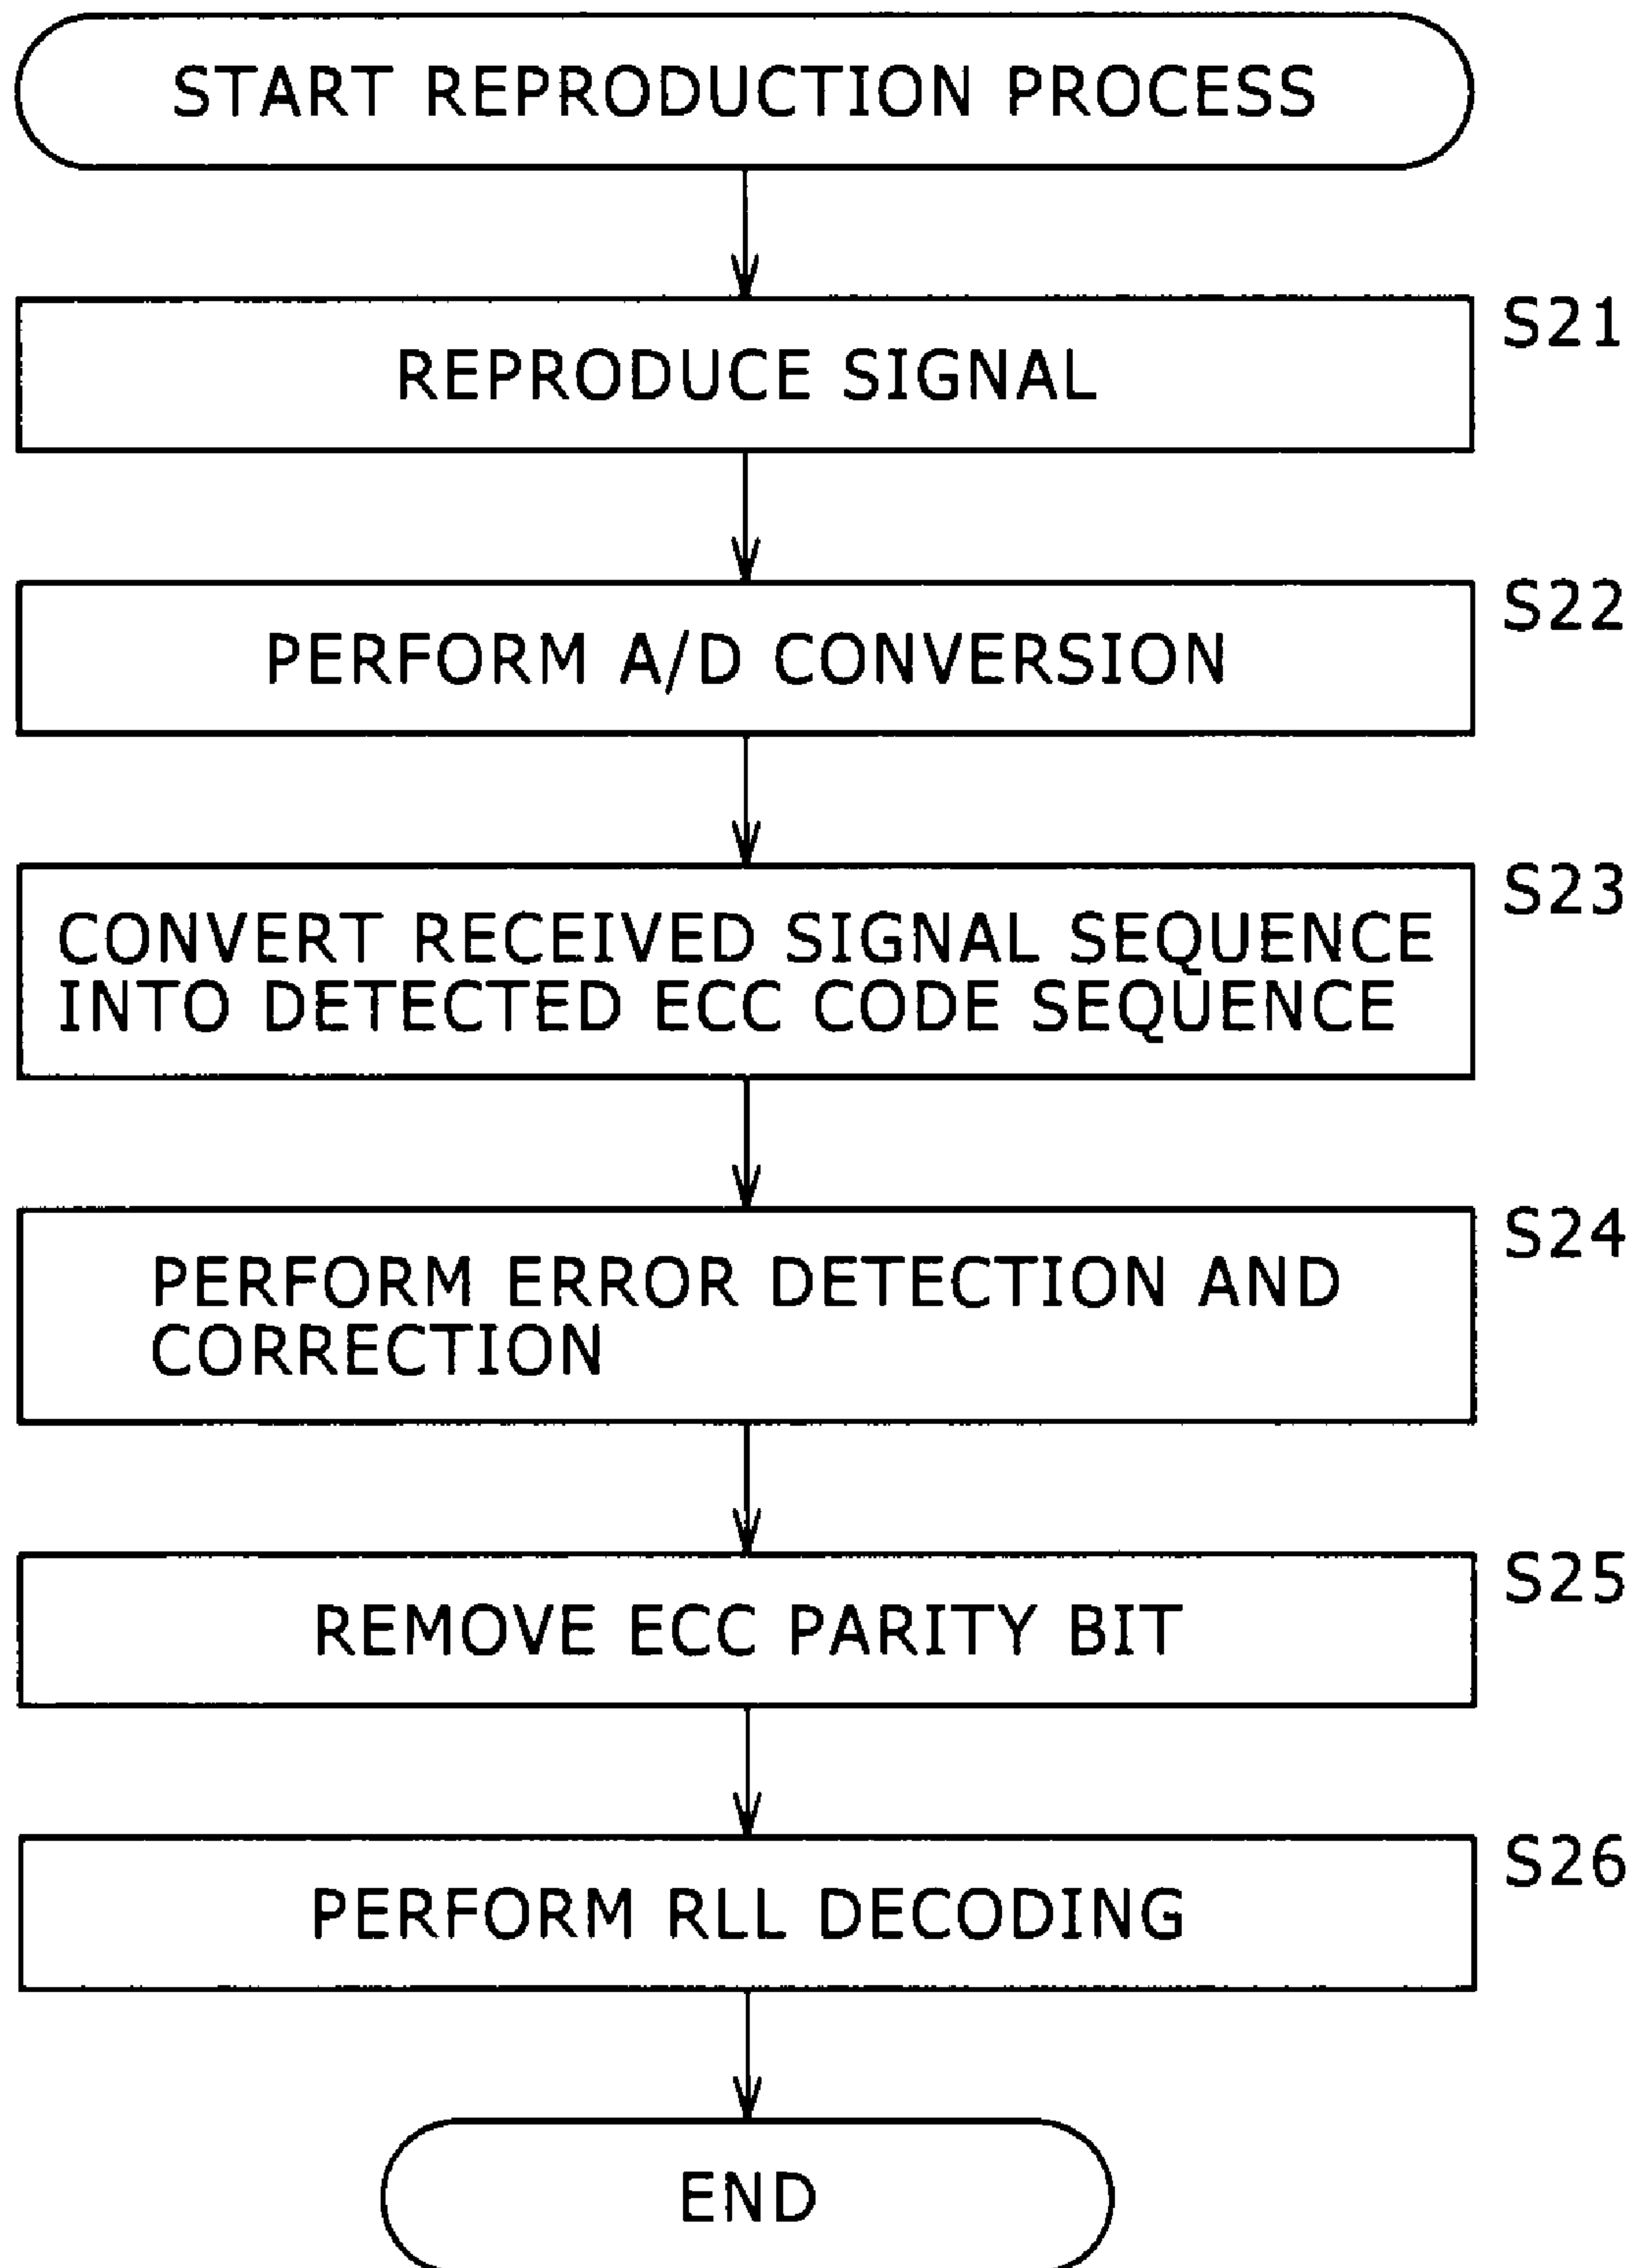 START REPRODUCTION PROCESS
S21
REPRODUCE SIGNAL
S22
PERFORM A/D CONVERSION
S23
CONVERT RECEIVED SIGNAL SEQUENCE
INTO DETECTED ECC CODE SEQUENCE
S24
PERFORM ERROR DETECTION AND
CORRECTION
S25
REMOVE ECC PARITY BIT
S26
PERFORM RLL DECODING
END